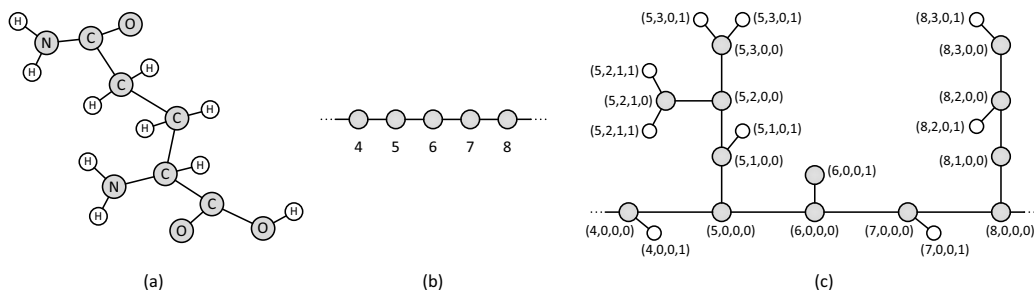 H
N
C
O
H
H
C
H
C
H
H
H
H
N
C
H
C
H
O
O
(a)
4 5 6 7 8
(b)
(5,3,0,1) (5,3,0,1)
(5,3,0,0)
(5,2,1,1)
(5,2,1,0) (5,2,0,0)
(5,2,1,1)
(5,1,0,1)
(5,1,0,0)
(6,0,0,1)
(8,3,0,1)
(8,3,0,0)
(8,2,0,0)
(8,2,0,1)
(8,1,0,0)
(4,0,0,0) (5,0,0,0) (6,0,0,0) (7,0,0,0) (8,0,0,0)
(4,0,0,1) (7,0,0,1)
(c)